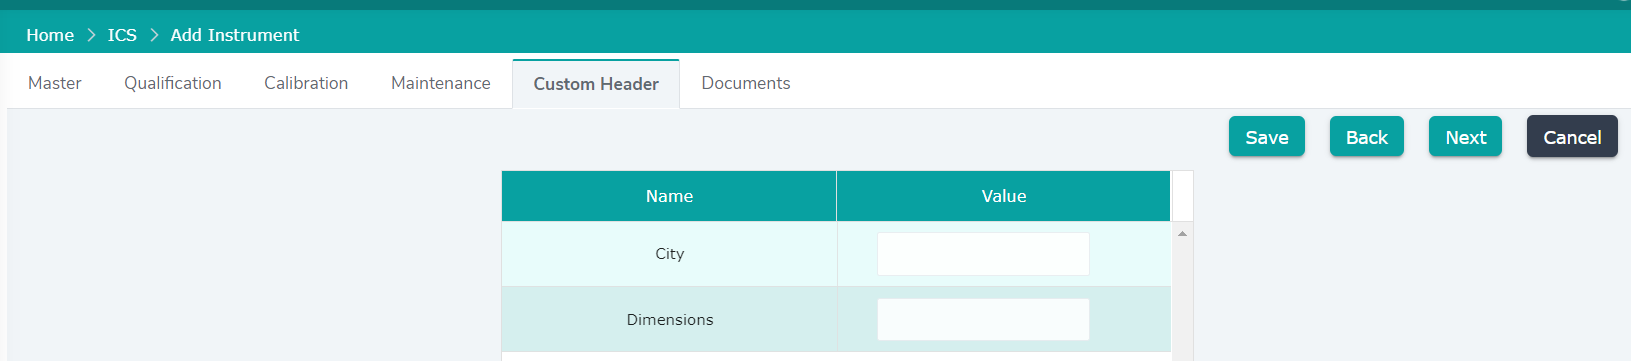 Home > ICS > Add Instrument
Master Qualification Calibration Maintenance Custom Header Documents
Save Back Next Cancel
Name Value
City
Dimensions